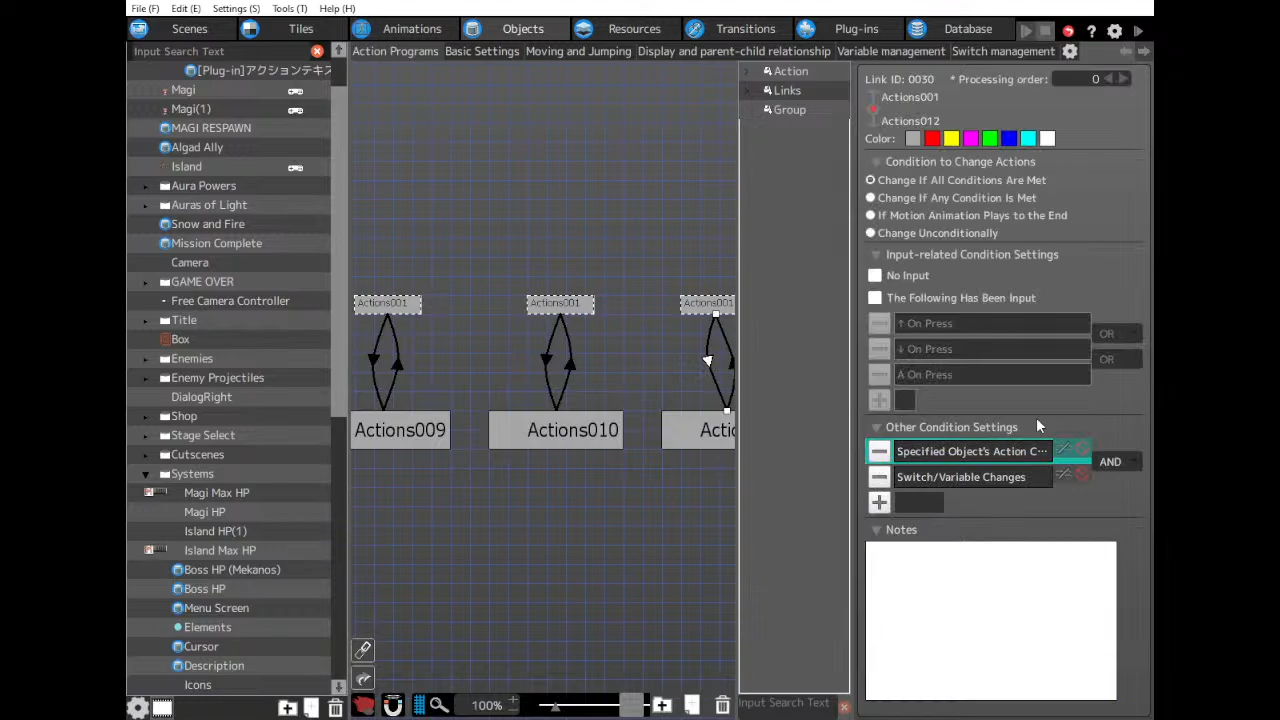 File (F) Edit (E) Settings (S) Tools (T) Help (H)
Scenes Tiles Animations Objects Resources Transitions Plug-ins Database
Input Search Text
Action Programs Basic Settings Moving and Jumping Display and parent-child relationship Variable management Switch management
[Plug-in]アクションテキス
Magi
Magi(1)
MAGI RESPAWN
Algad Ally
Island
Aura Powers
Auras of Light
Snow and Fire
Mission Complete
Camera
GAME OVER
Free Camera Controller
Title
Box
Enemies
Enemy Projectiles
DialogRight
Shop
Stage Select
Cutscenes
Systems
Magi Max HP
Magi HP
Island HP(1)
Island Max HP
Boss HP (Mekanos)
Boss HP
Menu Screen
Elements
Cursor
Description
Icons
Actions001 Actions001 Actions001
Actions009 Actions010 Actio
100%
Action
Links
Group
Input Search Text
Link ID: 0030 * Processing order: 0
Actions001
Actions012
Color:
Condition to Change Actions
Change If All Conditions Are Met
Change If Any Condition Is Met
If Motion Animation Plays to the End
Change Unconditionally
Input-related Condition Settings
No Input
The Following Has Been Input
↑ On Press
OR
↓ On Press
OR
A On Press
Other Condition Settings
Specified Object's Action C···
AND
Switch/Variable Changes
Notes